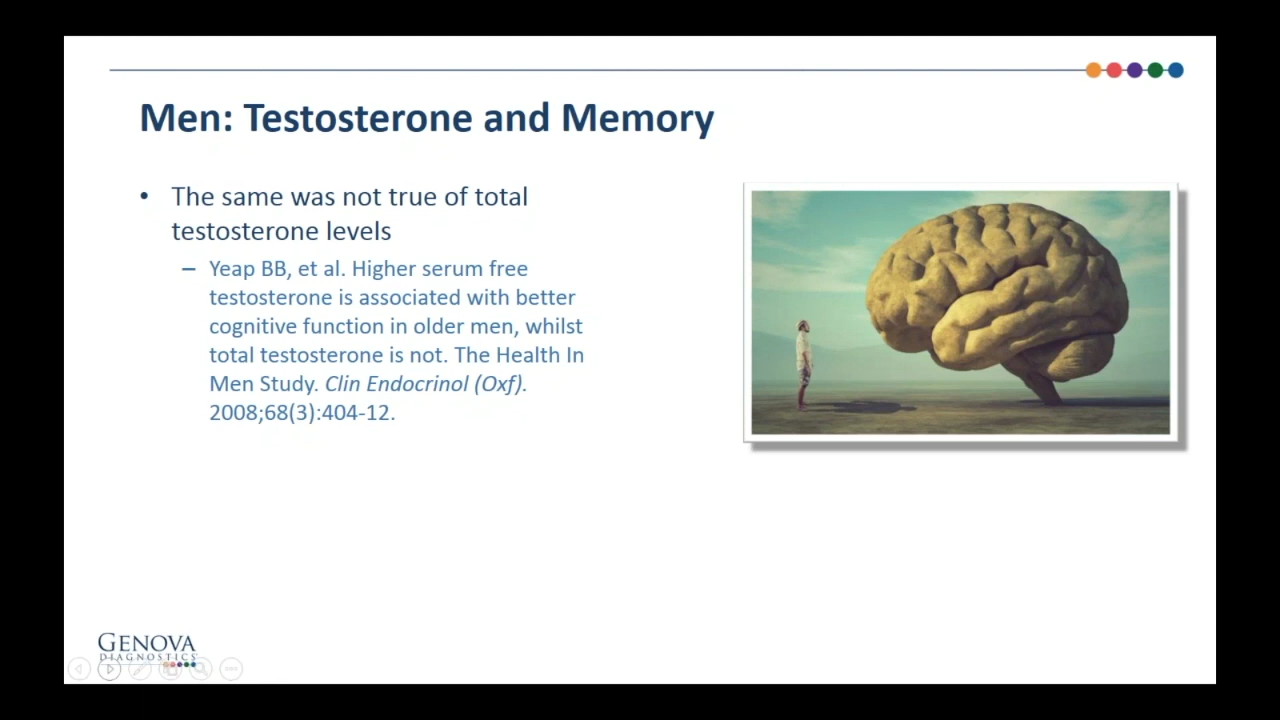 Men: Testosterone and Memory
• The same was not true of total
testosterone levels
– Yeap BB, et al. Higher serum free
testosterone is associated with better
cognitive function in older men, whilst
total testosterone is not. The Health In
Men Study. Clin Endocrinol (Oxf).
2008;68(3):404-12.
GENOVA
DIAGNOSTICS